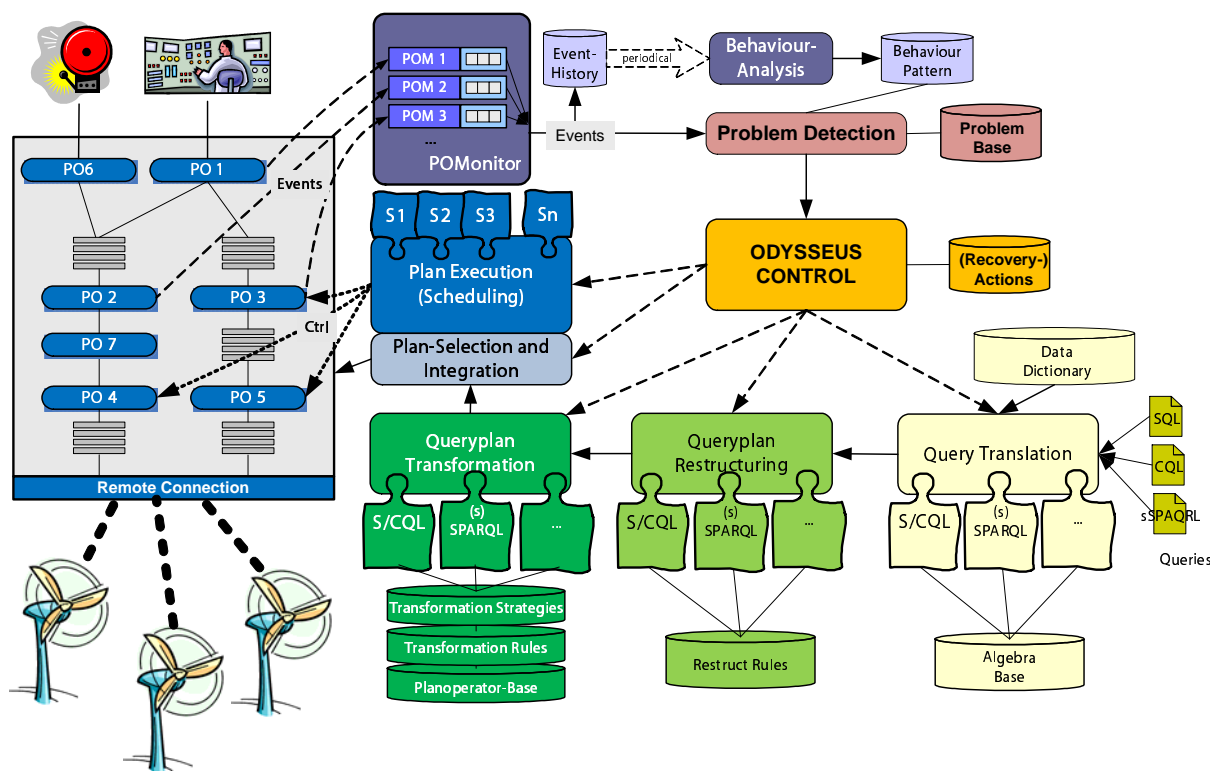 POM 1
POM 2
POM 3
...
POMonitor
Event-
History
periodical
Behaviour-
Analysis
Behaviour
Pattern
Events
Problem Detection
Problem
Base
PO6
PO 1
Events
PO 2
PO 3
PO 7
Ctrl
PO 4
PO 5
Remote Connection
S1
S2
S3
Sn
Plan Execution
(Scheduling)
Plan-Selection and
Integration
ODYSSEUS
CONTROL
(Recovery-)
Actions
Data
Dictionary
Queryplan
Transformation
S/CQL
(s)
SPARQL
...
Transformation Strategies
Transformation Rules
Planoperator-Base
Queryplan
Restructuring
S/CQL
(s)
SPARQL
...
Restruct Rules
Query Translation
S/CQL
(s)
SPARQL
...
Algebra
Base
SQL
CQL
sSPAQRL
Queries